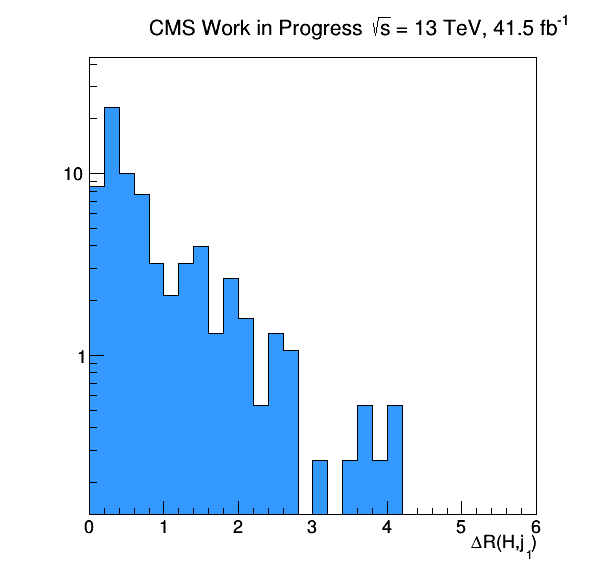 CMS Work in Progress √s = 13 TeV, 41.5 fb⁻¹
10
1
0 1 2 3 4 5 6
ΔR(H,j₁)